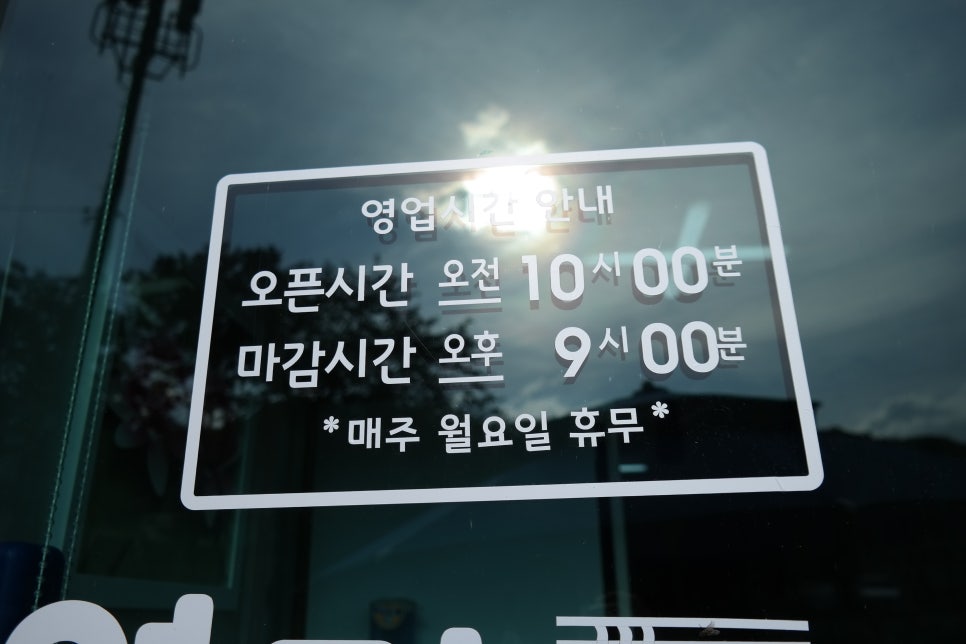 영업시간 안내
오픈시간 오전 10시 00분
마감시간 오후 9시 00분
*매주 월요일 휴무*